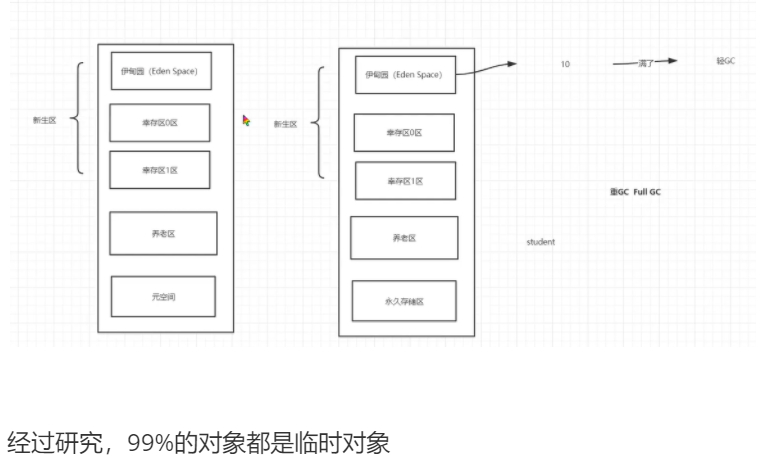 伊甸园（Eden Space）
幸存区0区
幸存区1区
新生区
养老区
元空间
伊甸园（Eden Space）
幸存区0区
幸存区1区
新生区
养老区
永久存储区
10
满了
轻GC
重GC Full GC
student
经过研究，99%的对象都是临时对象